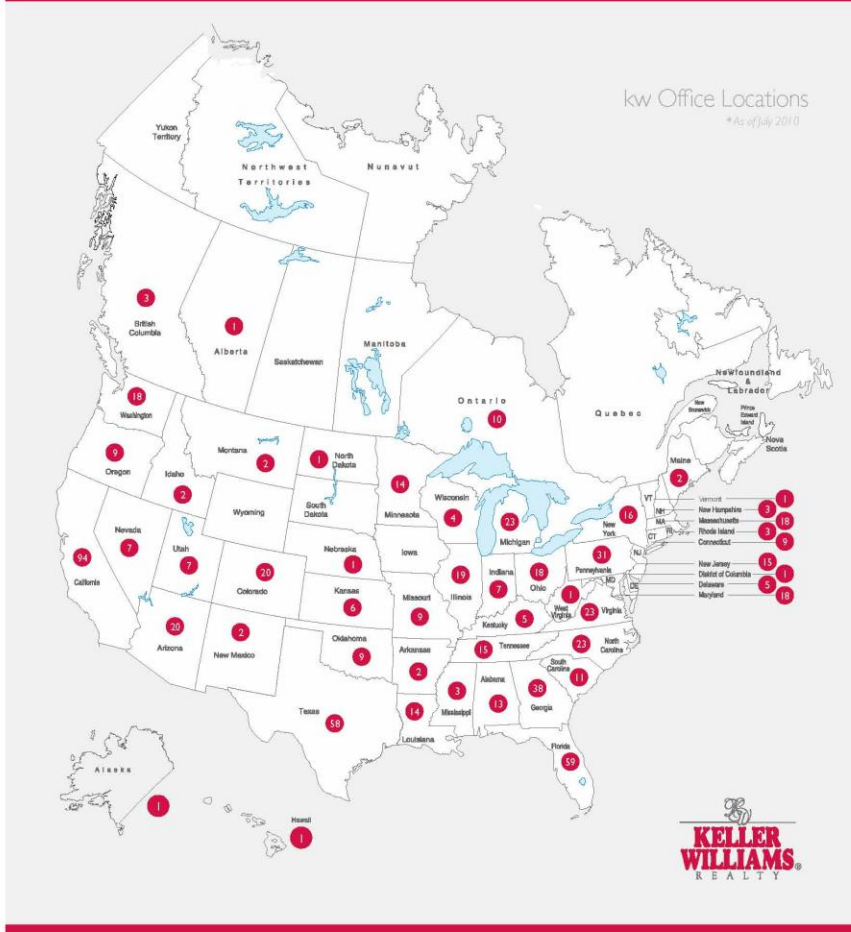 kw Office Locations
*As of July 2010
Yukon
Territory
Northwest
Territories
Nunavut
3
British
Columbia
1
Alberta
Saskatchewan
Manitoba
Ontario
10
Quebec
Newfoundland
&
Labrador
New
Brunswick
Prince
Edward
Island
Nova
Scotia
18
Washington
9
Oregon
Idaho
2
Montana
2
1
North
Dakota
South
Dakota
14
Minnesota
Wisconsin
4
23
Michigan
16
New
York
Maine
2
VT
NH
MA
RI
CT
NJ
MD
DE
Vermont 1
New Hampshire 3
Massachusetts 18
Rhode Island 3
Connecticut 9
New Jersey 15
District of Columbia 1
Delaware 5
Maryland 18
94
California
Nevada
7
Utah
7
Wyoming
20
Colorado
Nebraska
1
Kansas
6
Iowa
Missouri
9
19
Illinois
Indiana
7
18
Ohio
31
Pennsylvania
1
West
Virginia
23
Virginia
Kentucky
5
15
Tennessee
23
North
Carolina
South
Carolina
11
20
Arizona
2
New Mexico
Oklahoma
9
Arkansas
2
Texas
58
14
Louisiana
3
Mississippi
Alabama
13
38
Georgia
Florida
59
Alaska
1
Hawaii
1
KW
KELLER
WILLIAMS®
REALTY